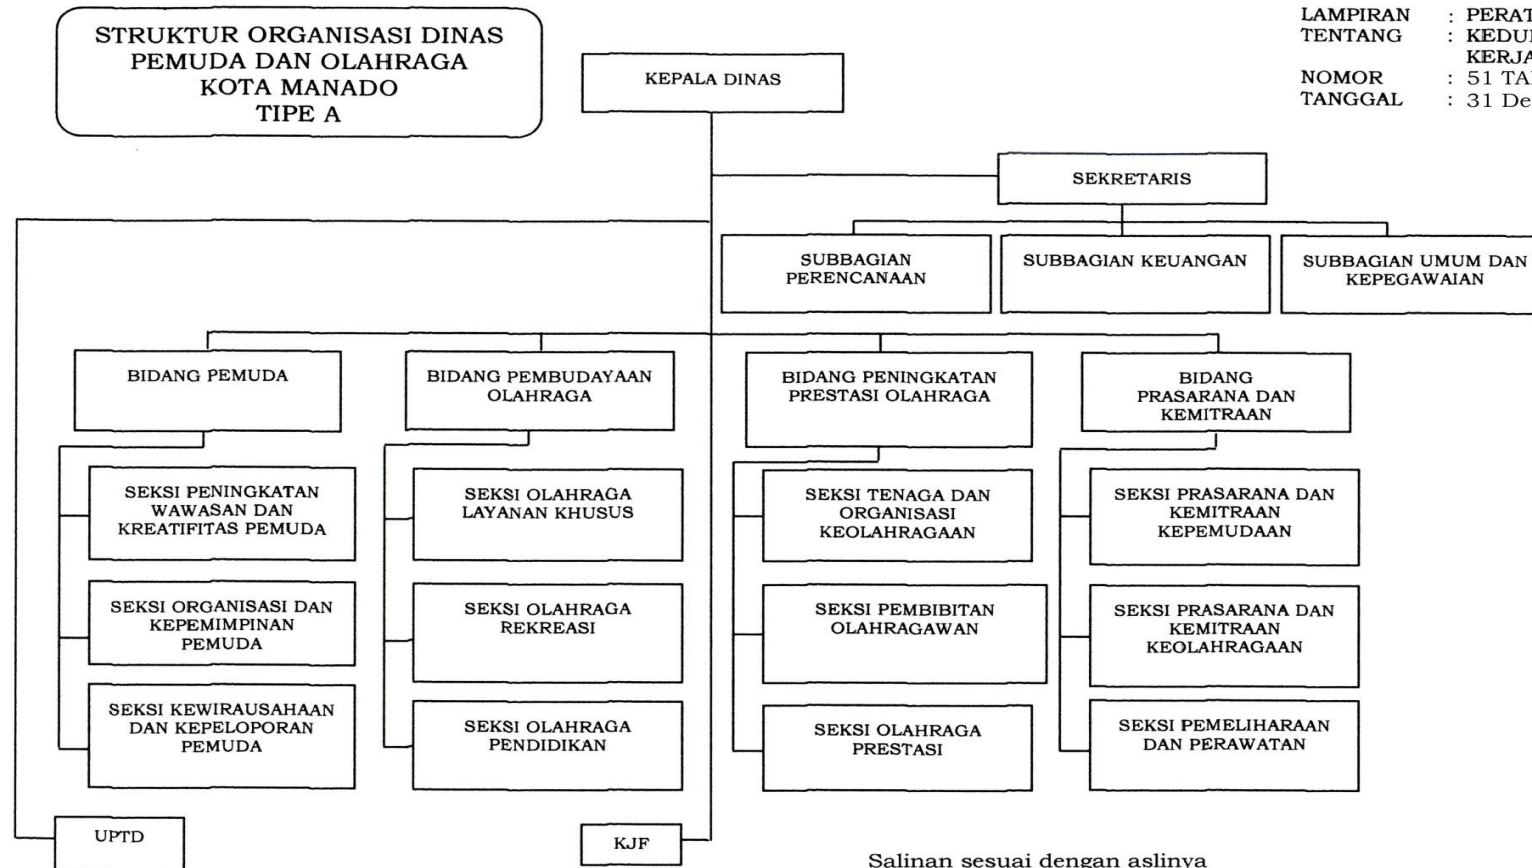 STRUKTUR ORGANISASI DINAS
PEMUDA DAN OLAHRAGA
KOTA MANADO
TIPE A
LAMPIRAN :
TENTANG :
NOMOR : 51
TANGGAL : 31
KEPALA DINAS
SEKRETARIS
SUBBAGIAN
PERENCANAAN
SUBBAGIAN KEUANGAN
SUBBAGIAN UMUM DAN
KEPEGAWAIAN
BIDANG PEMUDA
BIDANG PEMBUDAYAAN
OLAHRAGA
BIDANG PENINGKATAN
PRESTASI OLAHRAGA
BIDANG
PRASARANA DAN
KEMITRAAN
SEKSI PENINGKATAN
WAWASAN DAN
KREATIFITAS PEMUDA
SEKSI OLAHRAGA
LAYANAN KHUSUS
SEKSI TENAGA DAN
ORGANISASI
KEOLAHRAGAAN
SEKSI PRASARANA DAN
KEMITRAAN
KEPEMUDAAN
SEKSI ORGANISASI DAN
KEPEMIMPINAN
PEMUDA
SEKSI OLAHRAGA
REKREASI
SEKSI PEMBIBITAN
OLAHRAGAWAN
SEKSI PRASARANA DAN
KEMITRAAN
KEOLAHRAGAAN
SEKSI KEWIRAUSAHAAN
DAN KEPELOPORAN
PEMUDA
SEKSI OLAHRAGA
PENDIDIKAN
SEKSI OLAHRAGA
PRESTASI
SEKSI PEMELIHARAAN
DAN PERAWATAN
UPTD
KJF
Salinan sesuai dengan aslinya